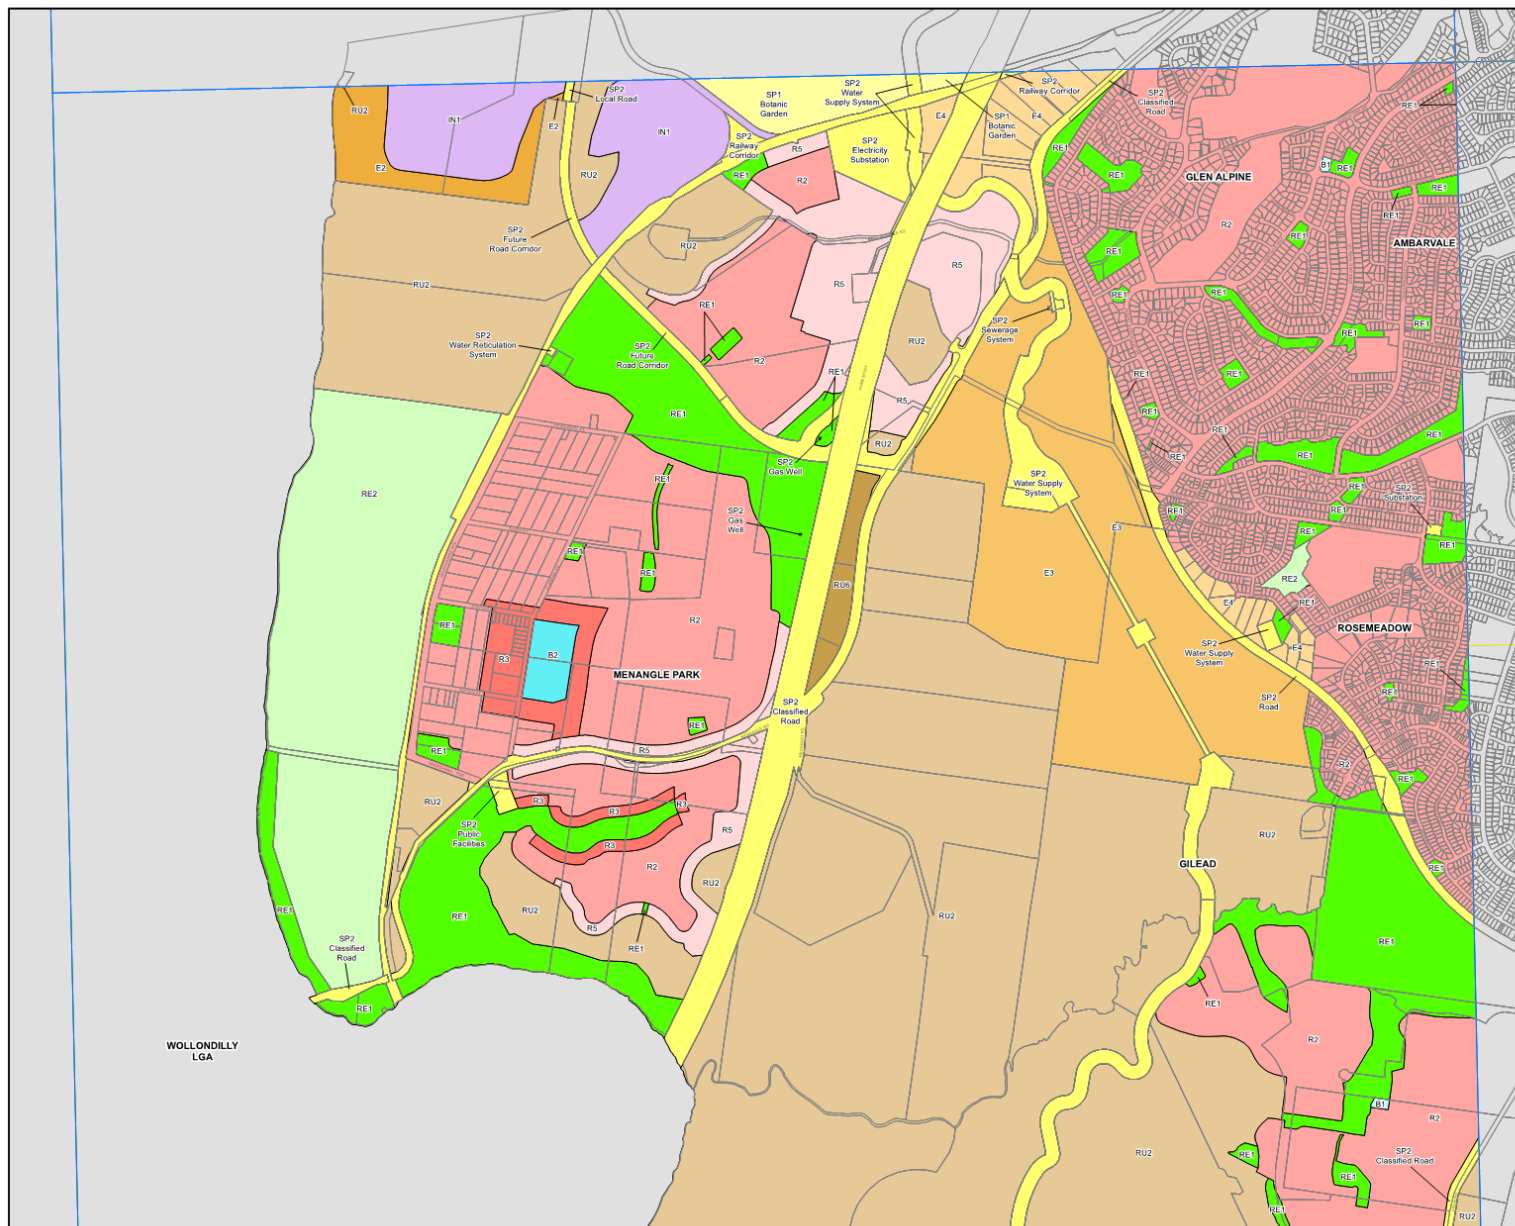 SP2
Local Road
SP1
Botanic
Garden
SP2
Water
Supply System
SP2
Railway Corridor
SP2
Classified
Road
RU2
IN1
E2
IN1
E4
SP1
Botanic
Garden
E4
RE1
SP2
Railway
Corridor
R5
SP2
Electricity
Substation
RE1
B1
RE1
E2
RU2
RE1
R2
RE1
GLEN ALPINE
RE1
RE1
R2
RE1
AMBARVALE
SP2
Future
Road Corridor
RU2
RE1
R5
RU2
R5
RE1
RE1
RE1
RE1
RE1
SP2
Water Reticulation
System
SP2
Future
Road Corridor
R2
SP2
Sewerage
System
RU2
RE1
RE1
RE1
R5
RE1
RE1
RU2
RE1
RE1
RE1
RE1
SP2
Gas Well
RE1
SP2
Water Supply
System
RE1
SP2
Substation
RE2
SP2
Gas
Well
RE1
RE1
E3
RE1
RE1
RE1
RE1
E3
RU6
RE2
E4
RE1
RE1
R2
ROSEMEADOW
R3
B2
SP2
Water Supply
System
E4
RE1
MENANGLE PARK
RE1
SP2
Road
SP2
Classified
Road
RE1
RE1
R5
R2
RE1
RU2
R3
R3
R3
SP2
Public
Facilities
R5
RU2
R3
GILEAD
R2
RE1
RU2
RE1
RE1
RU2
RU2
R5
RE1
RE1
SP2
Classified
Road
RE1
RE1
R2
WOLLONDILLY
LGA
B1
R2
RU2
RE1
SP2
Classified Road
RE1
RE1
RU2